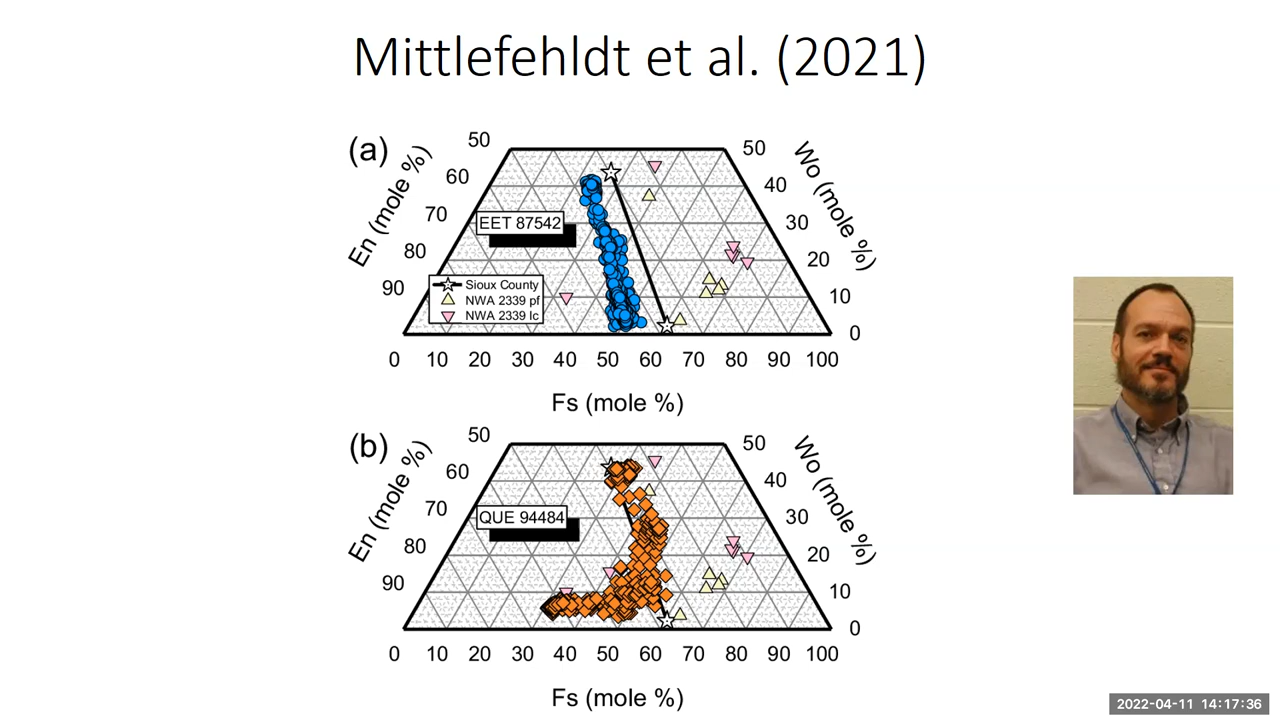 Mittlefehldt et al. (2021)
(a)
50
60
70
80
90
En (mole %)
EET 87542
Sioux County
NWA 2339 pf
NWA 2339 lc
50
40
30
20
10
0
Wo (mole %)
0 10 20 30 40 50 60 70 80 90 100
Fs (mole %)
(b)
50
60
70
80
90
En (mole %)
QUE 94484
50
40
30
20
10
0
Wo (mole %)
0 10 20 30 40 50 60 70 80 90 100
Fs (mole %)
2022-04-11 14:17:36